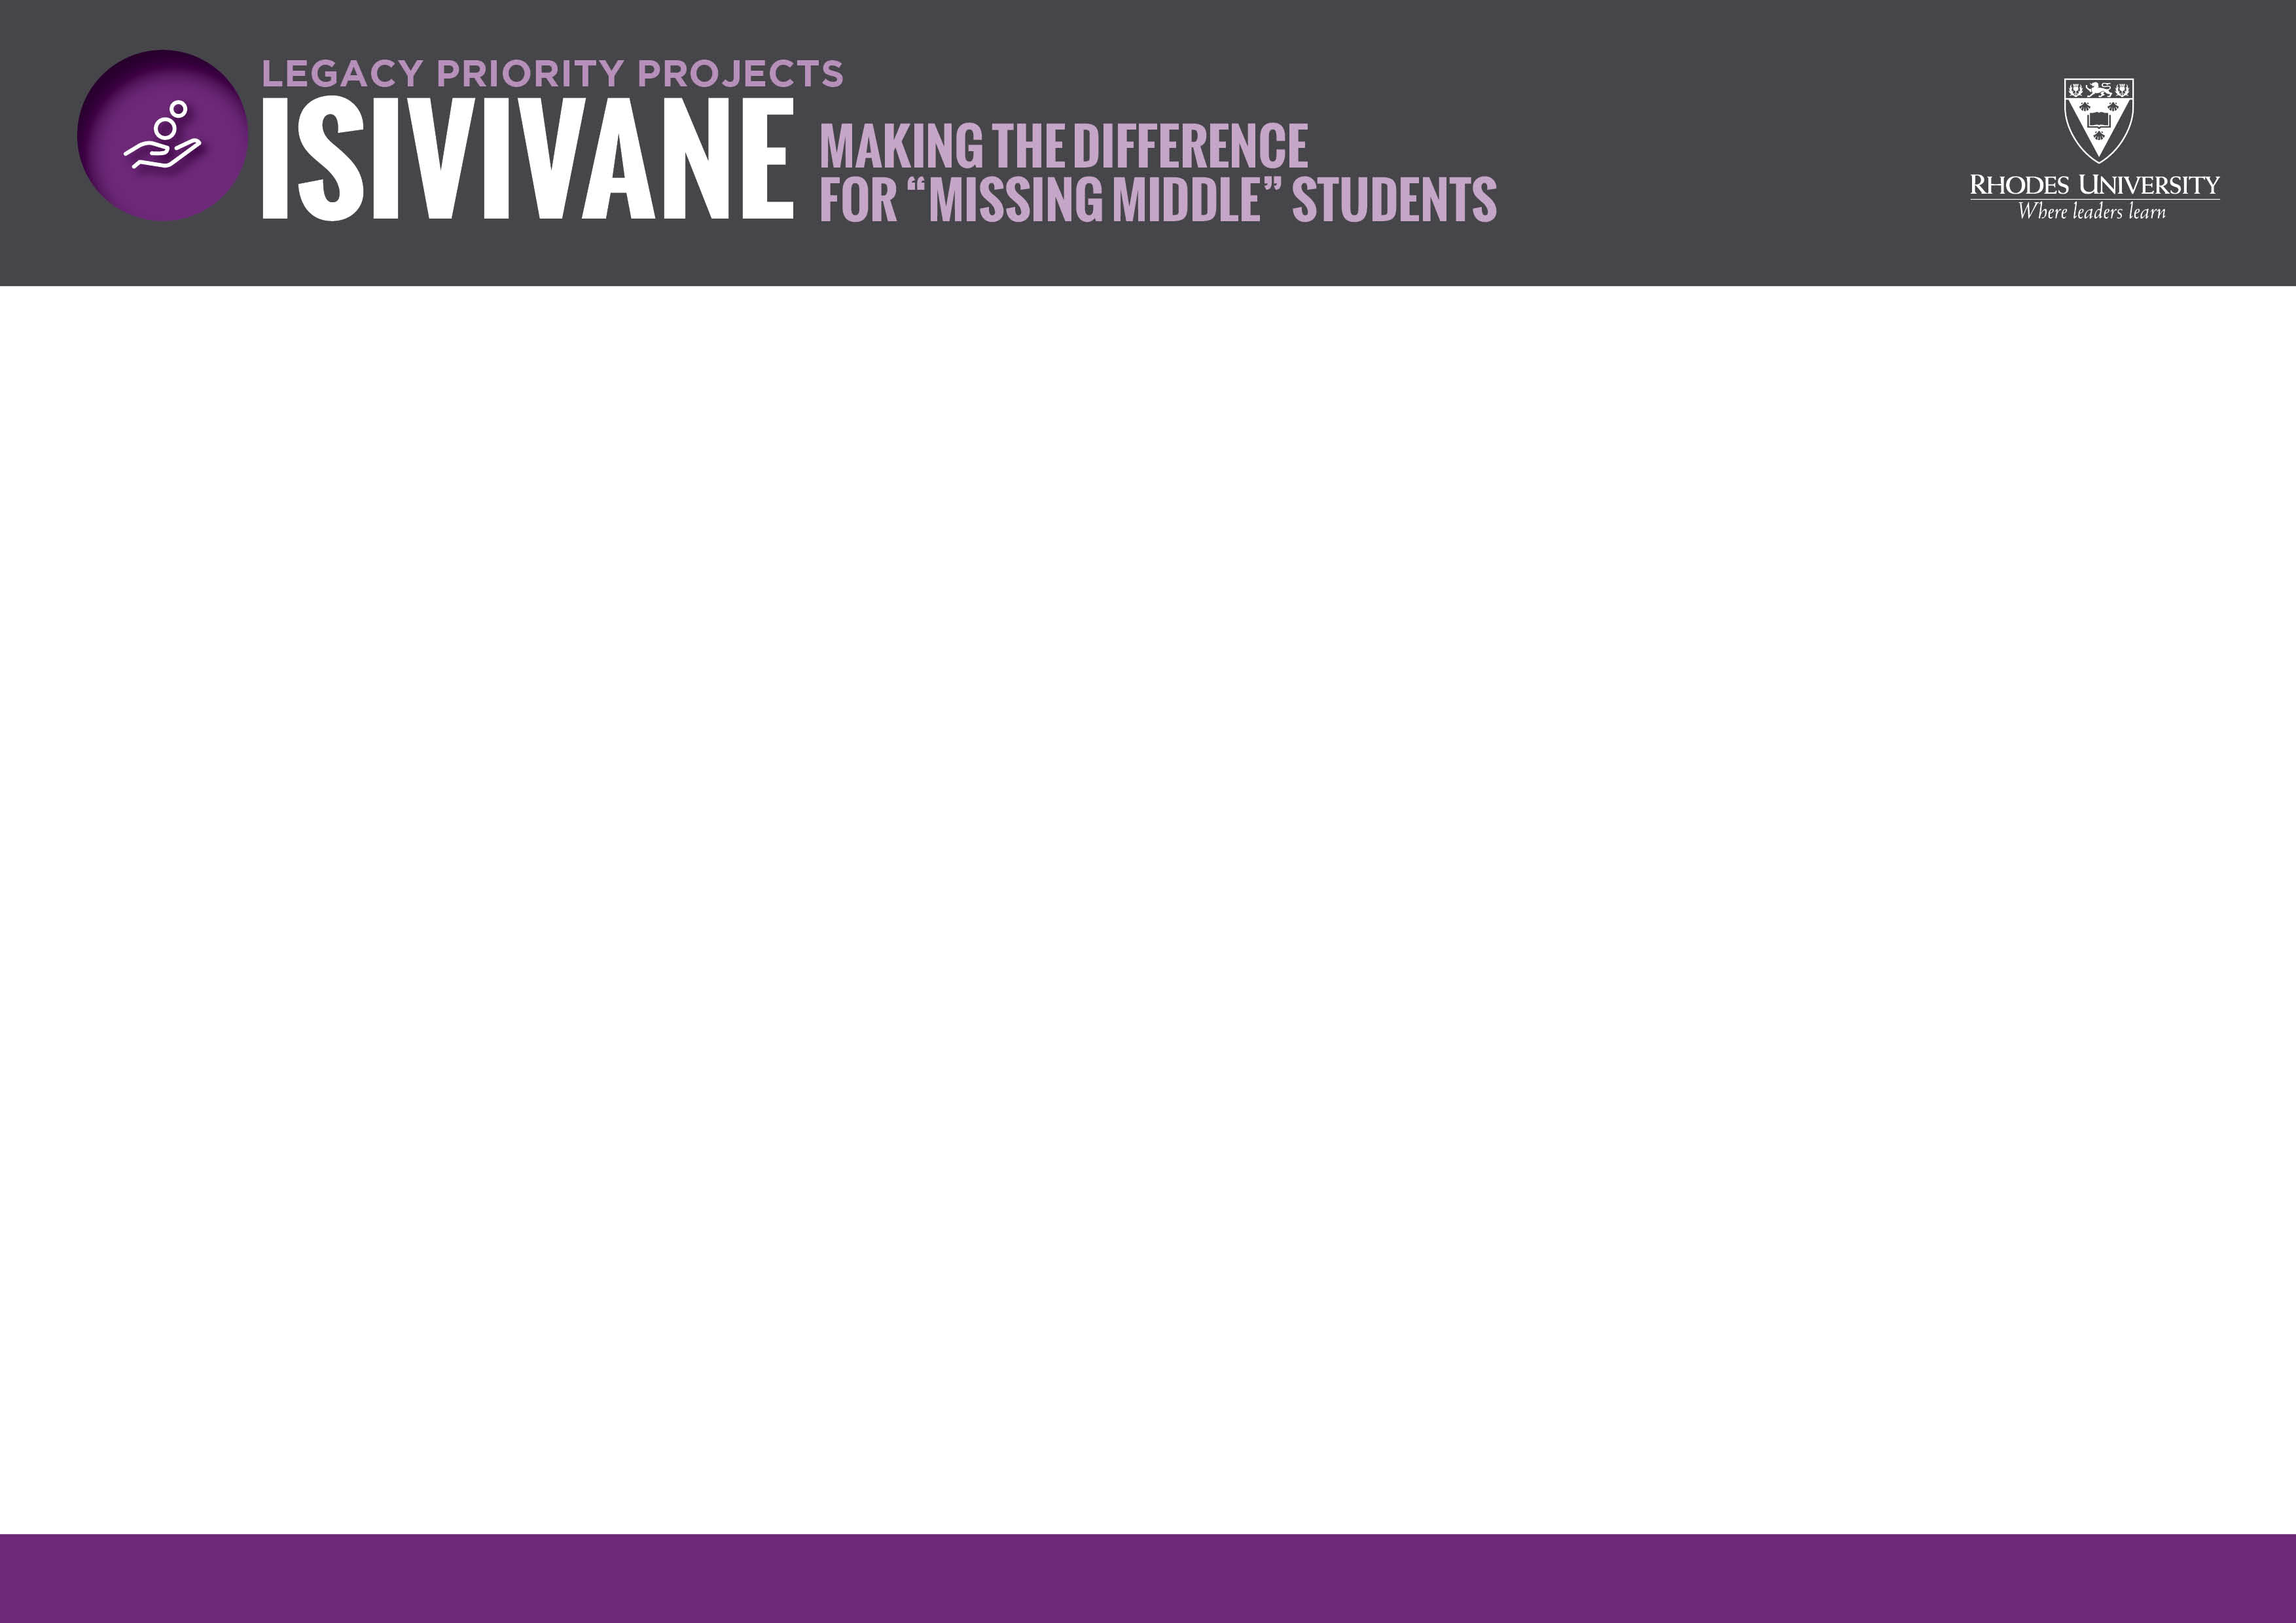 LEGACY PRIORITY PROJECTS
ISIVIVANE
MAKING THE DIFFERENCE
FOR “MISSING MIDDLE” STUDENTS
RHODES UNIVERSITY
Where leaders learn